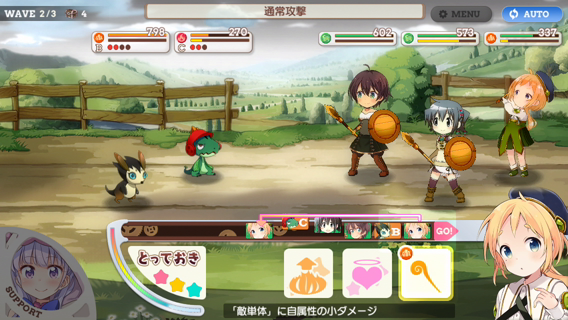 WAVE 2/3 4
通常攻撃
MENU
AUTO
798
B
270
C
602
573
337
C
B
GO!
とっておき
SUPPORT
「敵単体」に自属性の小ダメージ